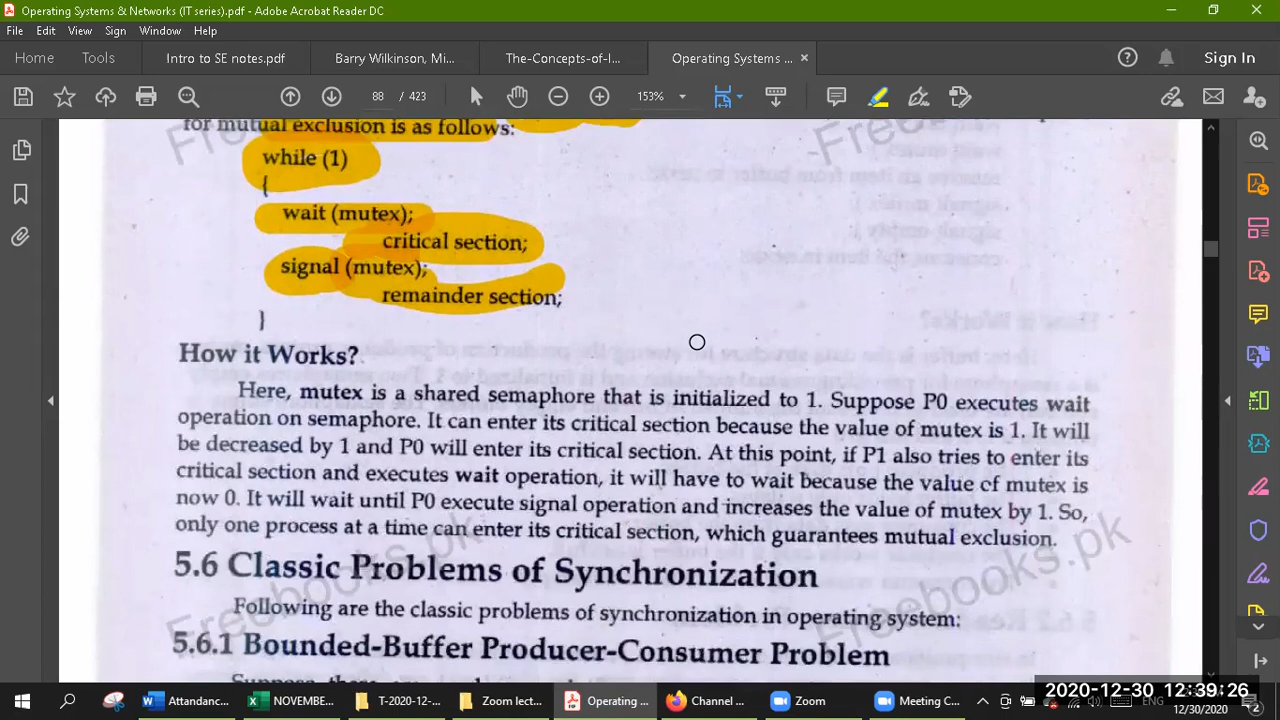 Operating Systems & Networks (IT series).pdf - Adobe Acrobat Reader DC
File Edit View Sign Window Help
Home Tools Intro to SE notes.pdf Barry Wilkinson, Mi... The-Concepts-of-I... Operating Systems ... × Sign In
88 / 423 153%
for mutual exclusion is as follows:
while (1)
{
wait (mutex);
critical section;
signal (mutex);
remainder section;
}
How it Works?
Here, mutex is a shared semaphore that is initialized to 1. Suppose P0 executes wait
operation on semaphore. It can enter its critical section because the value of mutex is 1. It will
be decreased by 1 and P0 will enter its critical section. At this point, if P1 also tries to enter its
critical section and executes wait operation, it will have to wait because the value cf mutex is
now 0. It will wait until P0 execute signal operation and increases the value of mutex by 1. So,
only one process at a time can enter its critical section, which guarantees mutual exclusion.
5.6 Classic Problems of Synchronization
Following are the classic problems of synchronization in operating system:
5.6.1 Bounded-Buffer Producer-Consumer Problem
Freebooks.pk
Freebooks.pk
Attandanc... NOVEMBE... T-2020-12-... Zoom lect... Operating ... Channel ... Zoom Meeting C... ENG
2020-12-30 12:39:26
12/30/2020 2